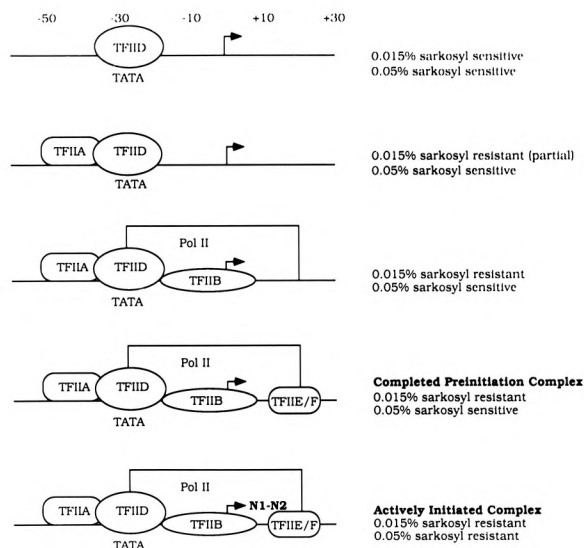 -50 -30 -10 +10 +30
TFIID
TATA
0.015% sarkosyl sensitive
0.05% sarkosyl sensitive
TFIIA TFIID
TATA
0.015% sarkosyl resistant (partial)
0.05% sarkosyl sensitive
Pol II
TFIIA TFIID
TFIIB
TATA
0.015% sarkosyl resistant
0.05% sarkosyl sensitive
Pol II
TFIIA TFIID
TFIIB TFIIE/F
TATA
Completed Preinitiation Complex
0.015% sarkosyl resistant
0.05% sarkosyl sensitive
Pol II
N1-N2
TFIIA TFIID
TFIIB TFIIE/F
TATA
Actively Initiated Complex
0.015% sarkosyl resistant
0.05% sarkosyl resistant